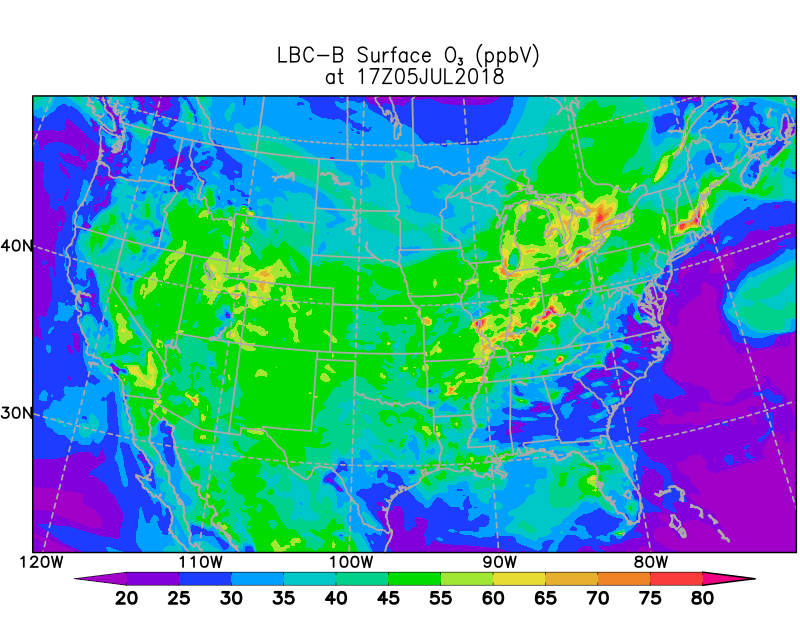 LBC-B Surface O₃ (ppbV)
at 17Z05JUL2018
40N
30N
120W 110W 100W 90W 80W
20 25 30 35 40 45 55 60 65 70 75 80